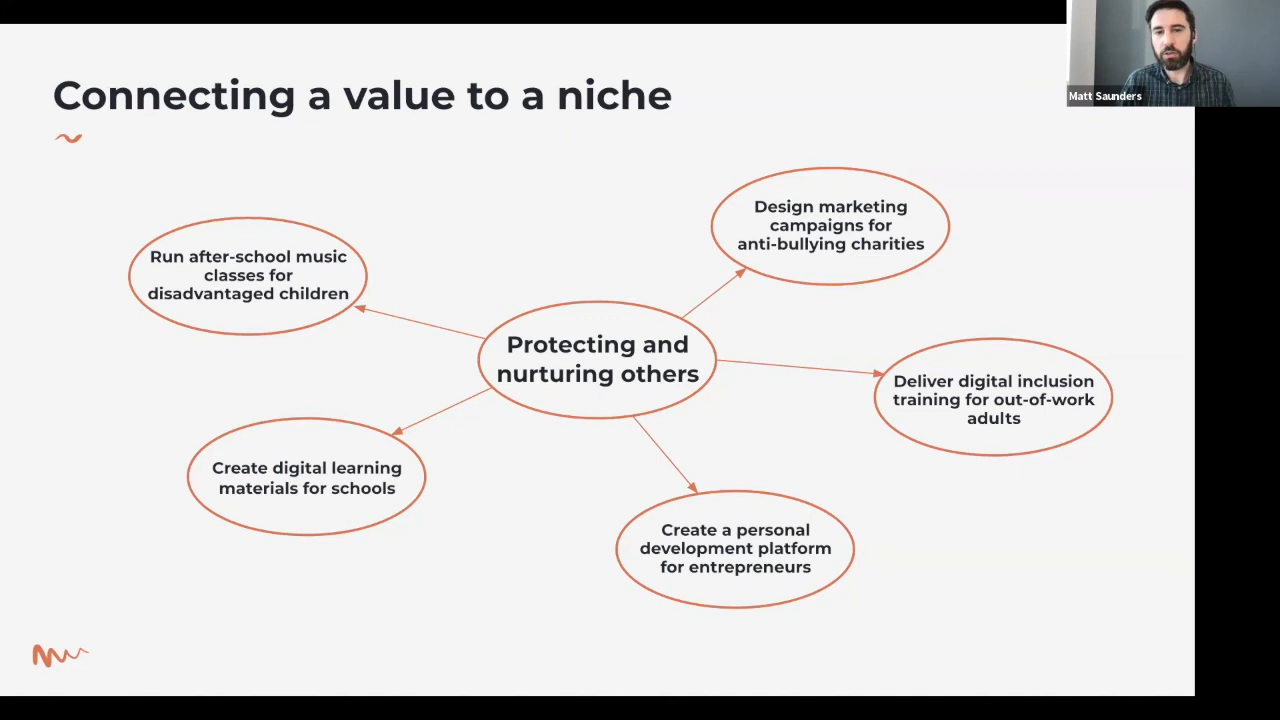 Connecting a value to a niche
Matt Saunders
Design marketing
campaigns for
anti-bullying charities
Run after-school music
classes for
disadvantaged children
Protecting and
nurturing others
Deliver digital inclusion
training for out-of-work
adults
Create digital learning
materials for schools
Create a personal
development platform
for entrepreneurs